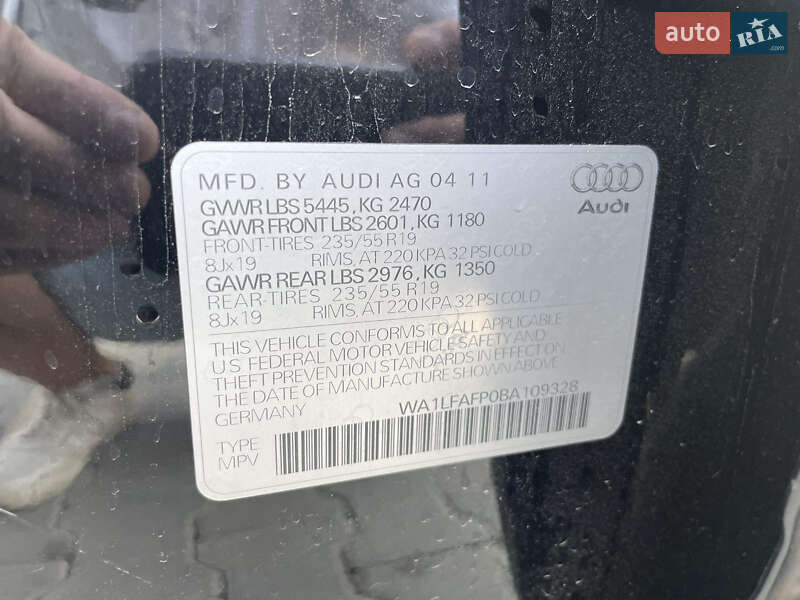 auto RIA.com
MFD. BY AUDI AG 04 11
Audi
GVWR LBS 5445, KG 2470
GAWR FRONT LBS 2601, KG 1180
FRONT-TIRES 235/55 R19
8Jx19 RIMS, AT 220 KPA 32 PSI COLD
GAWR REAR LBS 2976, KG 1350
REAR-TIRES 235/55 R19
8Jx19 RIMS, AT 220 KPA 32 PSI COLD
THIS VEHICLE CONFORMS TO ALL APPLICABLE
U.S FEDERAL MOTOR VEHICLE SAFETY AND
THEFT PREVENTION STANDARDS IN EFFECT ON
THE DATE OF MANUFACTURE SHOWN ABOVE
GERMANY WA1LFAFP0BA109328
TYPE
MPV